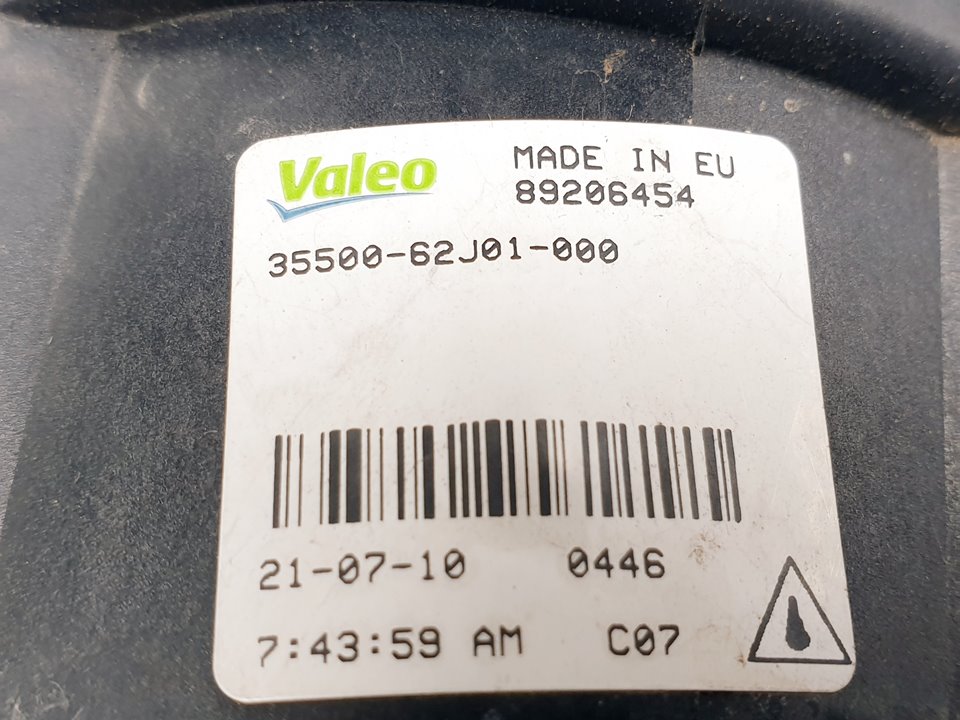 Valeo
MADE IN EU
89206454
35500-62J01-000
21-07-10 0446
7:43:59 AM C07